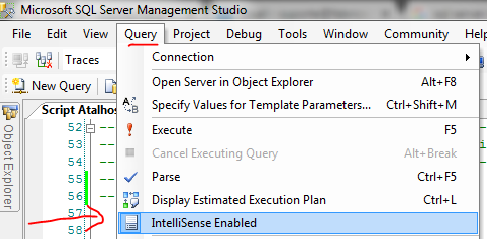 Microsoft SQL Server Management Studio
File Edit View Query Project Debug Tools Window Community Help
Traces
New Query
Object Explorer
Script Atalhos
52
53
54
55
56
57
58
Connection
Open Server in Object Explorer Alt+F8
Specify Values for Template Parameters... Ctrl+Shift+M
Execute F5
Cancel Executing Query Alt+Break
Parse Ctrl+F5
Display Estimated Execution Plan Ctrl+L
IntelliSense Enabled